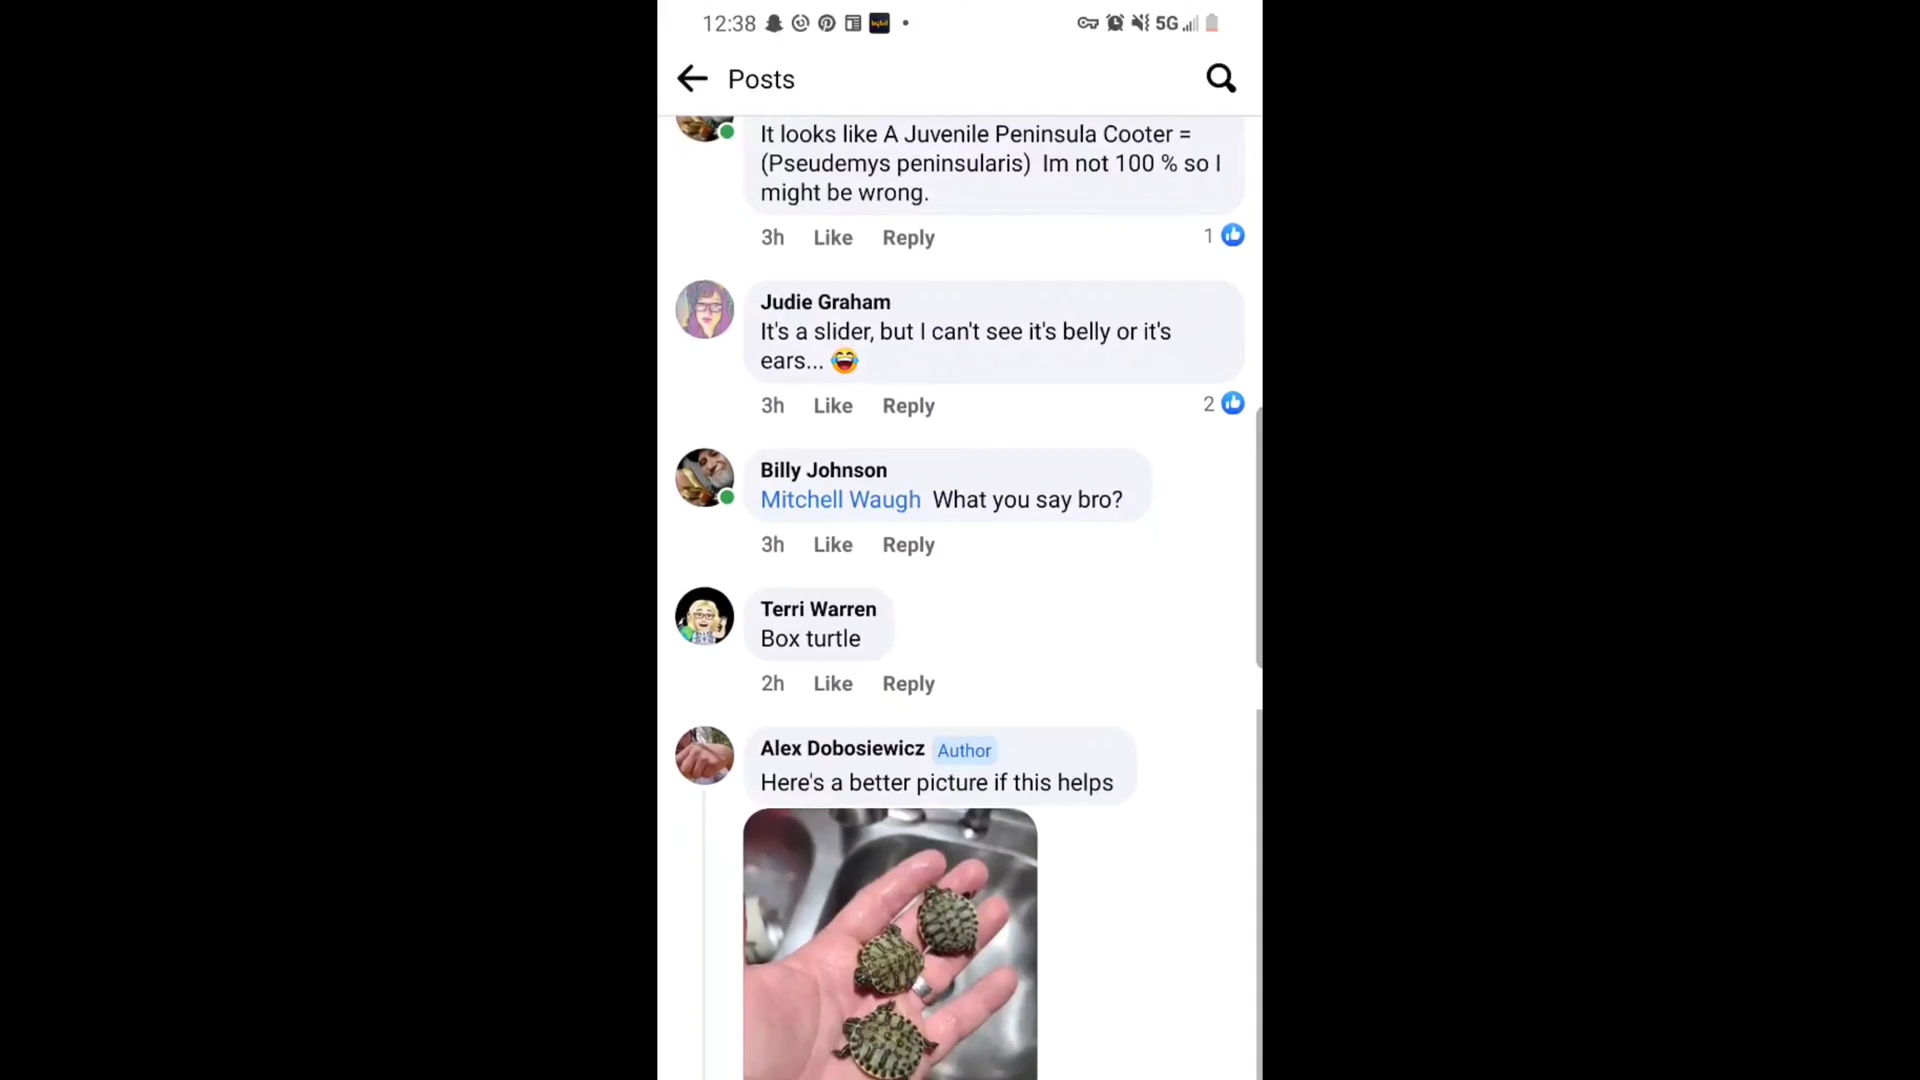 12:38
bybit
5G
Posts
It looks like A Juvenile Peninsula Cooter =
(Pseudemys peninsularis) Im not 100 % so I
might be wrong.
3h Like Reply 1
Judie Graham
It's a slider, but I can't see it's belly or it's
ears... 😂
3h Like Reply 2
Billy Johnson
Mitchell Waugh What you say bro?
3h Like Reply
Terri Warren
Box turtle
2h Like Reply
Alex Dobosiewicz Author
Here's a better picture if this helps